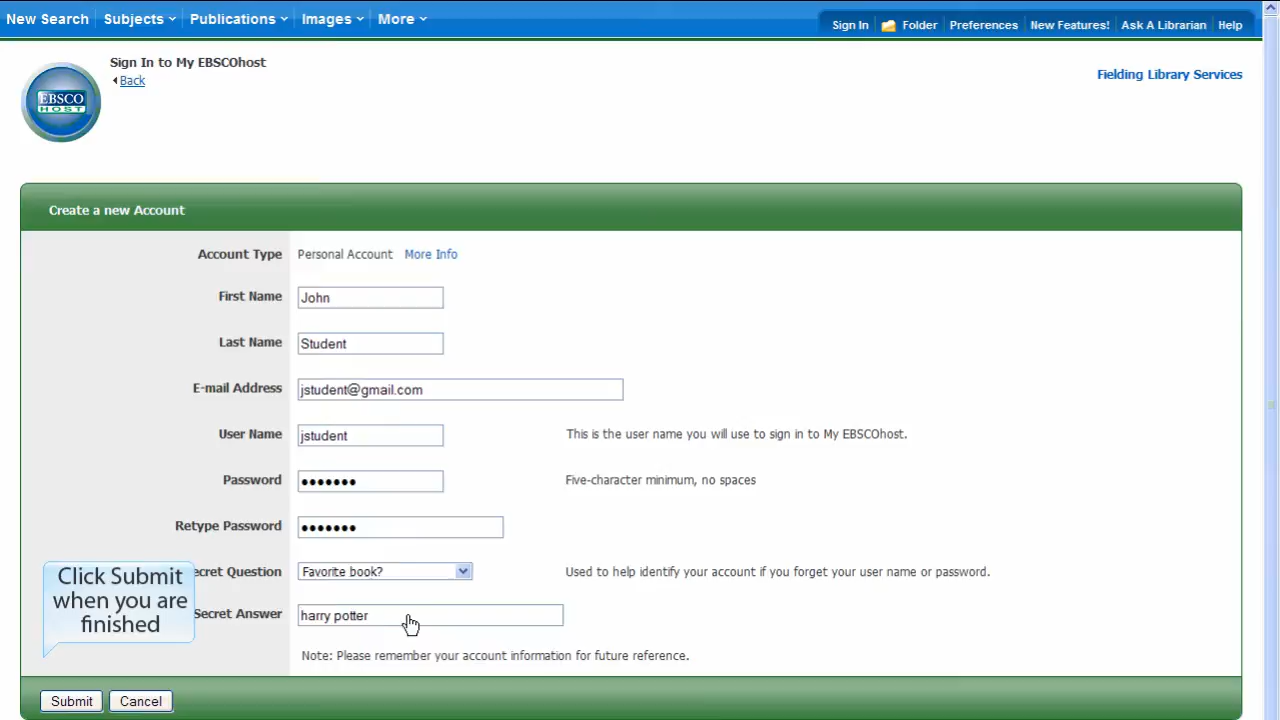 New Search Subjects Publications Images More
Sign In Folder Preferences New Features! Ask A Librarian Help
Sign In to My EBSCOhost
Back
EBSCO
HOST
Fielding Library Services
Create a new Account
Account Type Personal Account More Info
First Name John
Last Name Student
E-mail Address jstudent@gmail.com
User Name jstudent This is the user name you will use to sign in to My EBSCOhost.
Password ••••••• Five-character minimum, no spaces
Retype Password •••••••
ecret Question Favorite book? Used to help identify your account if you forget your user name or password.
Secret Answer harry potter
Click Submit
when you are
finished
Note: Please remember your account information for future reference.
Submit Cancel